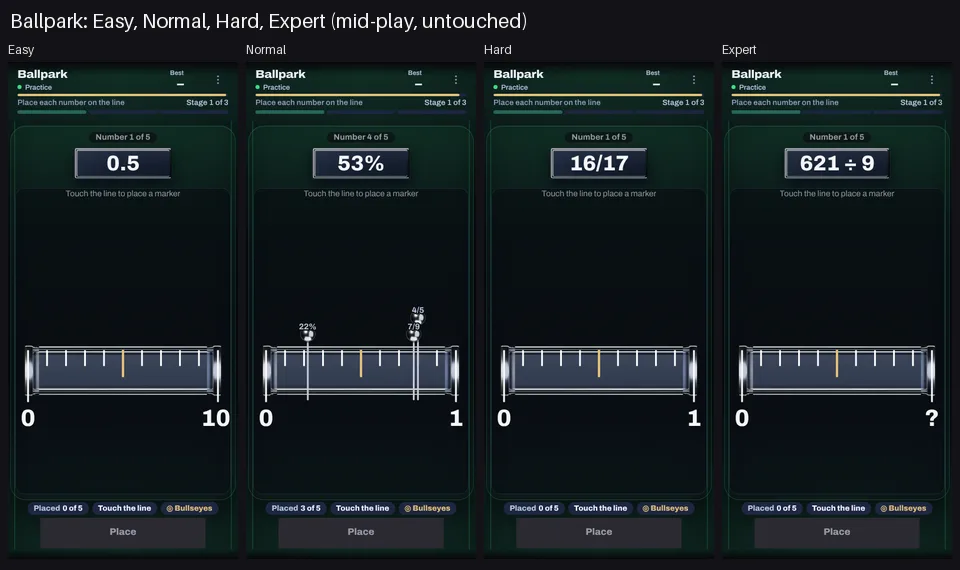 Ballpark: Easy, Normal, Hard, Expert (mid-play, untouched)
Easy
Ballpark
Best
Practice
–
Place each number on the line
Stage 1 of 3
Number 1 of 5
0.5
Touch the line to place a marker
0
10
Placed 0 of 5
Touch the line
◎ Bullseyes
Place
Normal
Ballpark
Best
Practice
–
Place each number on the line
Stage 1 of 3
Number 4 of 5
53%
Touch the line to place a marker
4/5
22%
7/9
0
1
Placed 3 of 5
Touch the line
◎ Bullseyes
Place
Hard
Ballpark
Best
Practice
–
Place each number on the line
Stage 1 of 3
Number 1 of 5
16/17
Touch the line to place a marker
0
1
Placed 0 of 5
Touch the line
◎ Bullseyes
Place
Expert
Ballpark
Best
Practice
–
Place each number on the line
Stage 1 of 3
Number 1 of 5
621 ÷ 9
Touch the line to place a marker
0
?
Placed 0 of 5
Touch the line
◎ Bullseyes
Place